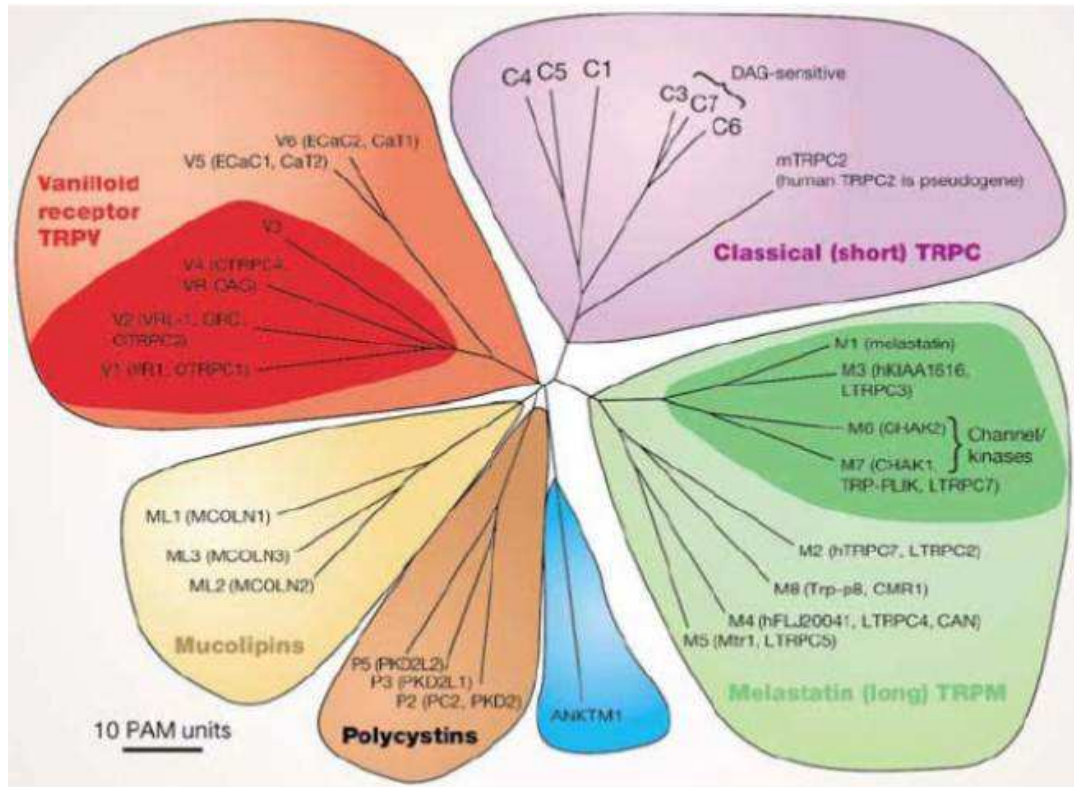 C4 C5 C1
DAG-sensitive
C3 C7
C6
mTRPC2
(human TRPC2 is pseudogene)
Classical (short) TRPC
V6 (ECaC2, CaT1)
V5 (ECaC1, CaT2)
Vanilloid
receptor
TRPV
V3
V4 (OTRPC4,
VR-OAC)
V2 (VRL-1, GRC,
OTRPC2)
V1 (VR1, OTRPC1)
M1 (melastatin)
M3 (hKIAA1616,
LTRPC3)
M6 (CHAK2)
Channel/
kinases
M7 (CHAK1,
TRP-PLIK, LTRPC7)
M2 (hTRPC7, LTRPC2)
M8 (Trp-p8, CMR1)
M4 (hFLJ20041, LTRPC4, CAN)
M5 (Mtr1, LTRPC5)
Melastatin (long) TRPM
ML1 (MCOLN1)
ML3 (MCOLN3)
ML2 (MCOLN2)
Mucolipins
P5 (PKD2L2)
P3 (PKD2L1)
P2 (PC2, PKD2)
Polycystins
ANKTM1
10 PAM units